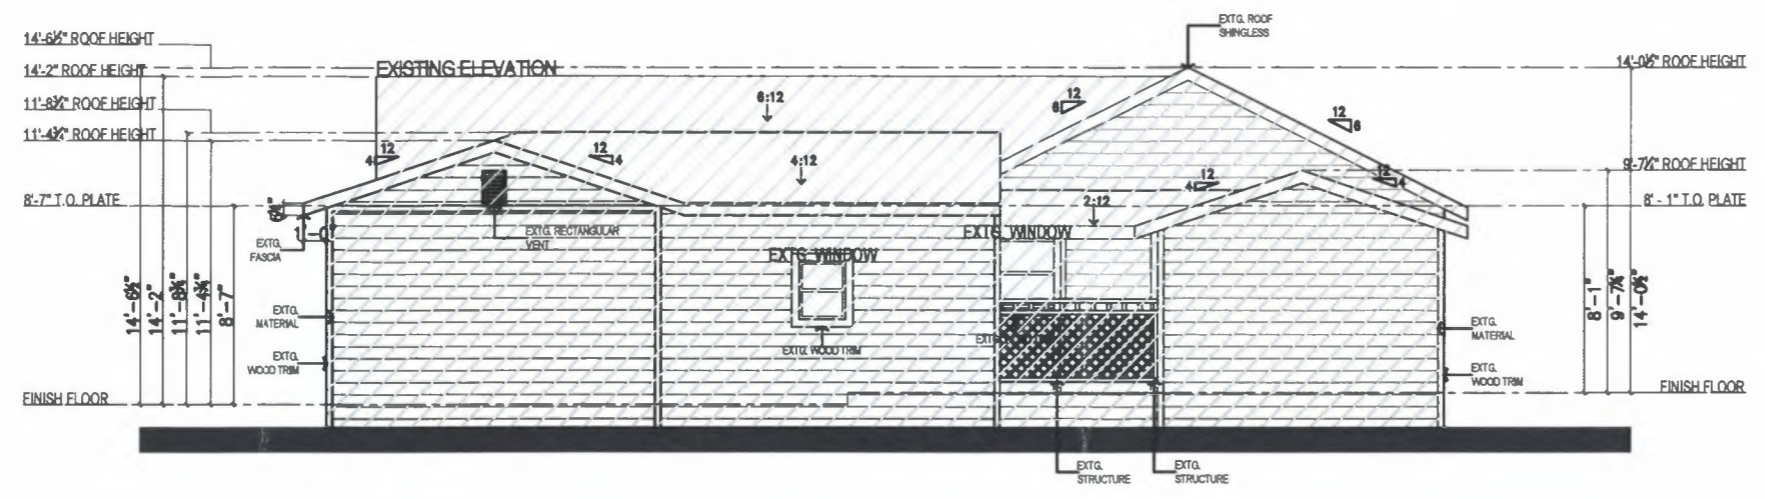 EXTG. ROOF
SHINGLESS
14'-6½" ROOF HEIGHT
14'-2" ROOF HEIGHT
11'-8¾" ROOF HEIGHT
11'-4¾" ROOF HEIGHT
8'-7" T.O. PLATE
FINISH FLOOR
14'-6½"
14'-2"
11'-8¾"
11'-4¾"
8'-7"
EXISTING ELEVATION
6:12
12
6
12
6
12
4
12
4
4:12
12
4
12
4
2:12
14'-0½" ROOF HEIGHT
9'-7¼" ROOF HEIGHT
8' - 1" T.O. PLATE
FINISH FLOOR
8'-1"
9'-7¼"
14'-0½"
EXTG.
FASCIA
EXTG. RECTANGULAR
VENT
EXTG. WINDOW
EXTG. WINDOW
EXTG.
MATERIAL
EXTG.
WOOD TRIM
EXTG. WOOD TRIM
EXTG.
EXTG.
MATERIAL
EXTG.
WOOD TRIM
EXTG.
STRUCTURE
EXTG.
STRUCTURE